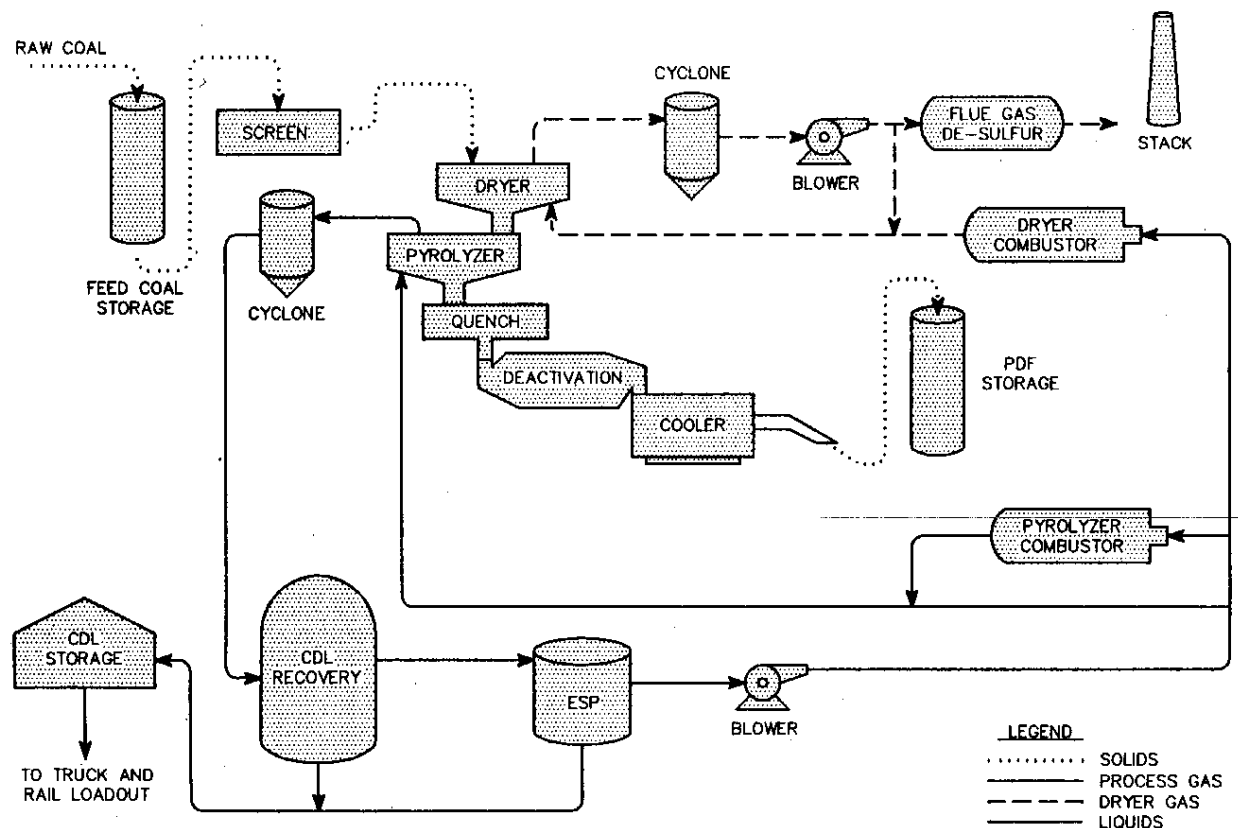 RAW COAL
SCREEN
CYCLONE
FLUE GAS
DE-SULFUR
STACK
BLOWER
DRYER
DRYER
COMBUSTOR
PYROLYZER
FEED COAL
STORAGE
CYCLONE
QUENCH
DEACTIVATION
COOLER
PDF
STORAGE
PYROLYZER
COMBUSTOR
CDL
STORAGE
CDL
RECOVERY
ESP
BLOWER
TO TRUCK AND
RAIL LOADOUT
LEGEND
SOLIDS
PROCESS GAS
DRYER GAS
LIQUIDS